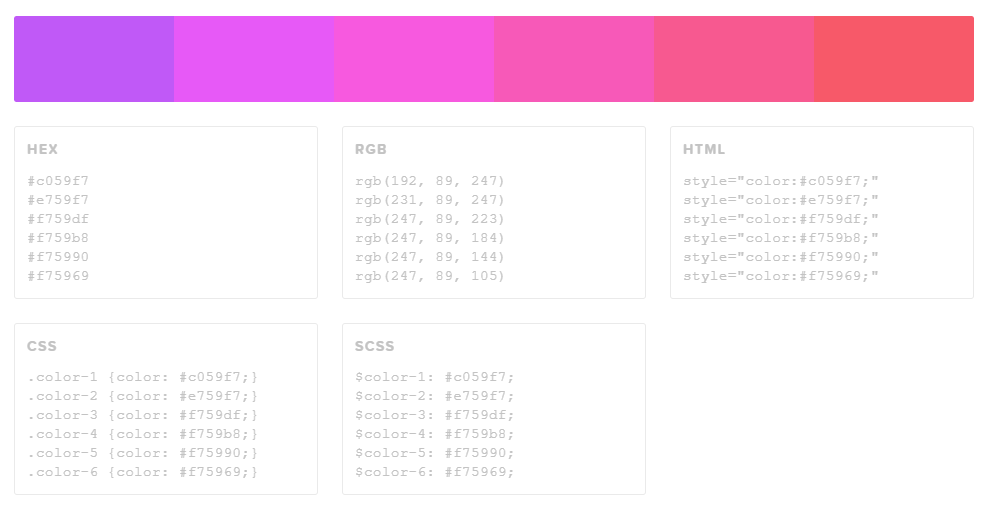 HEX
#c059f7
#e759f7
#f759df
#f759b8
#f75990
#f75969
RGB
rgb(192, 89, 247)
rgb(231, 89, 247)
rgb(247, 89, 223)
rgb(247, 89, 184)
rgb(247, 89, 144)
rgb(247, 89, 105)
HTML
style="color:#c059f7;"
style="color:#e759f7;"
style="color:#f759df;"
style="color:#f759b8;"
style="color:#f75990;"
style="color:#f75969;"
CSS
.color-1 {color: #c059f7;}
.color-2 {color: #e759f7;}
.color-3 {color: #f759df;}
.color-4 {color: #f759b8;}
.color-5 {color: #f75990;}
.color-6 {color: #f75969;}
SCSS
$color-1: #c059f7;
$color-2: #e759f7;
$color-3: #f759df;
$color-4: #f759b8;
$color-5: #f75990;
$color-6: #f75969;